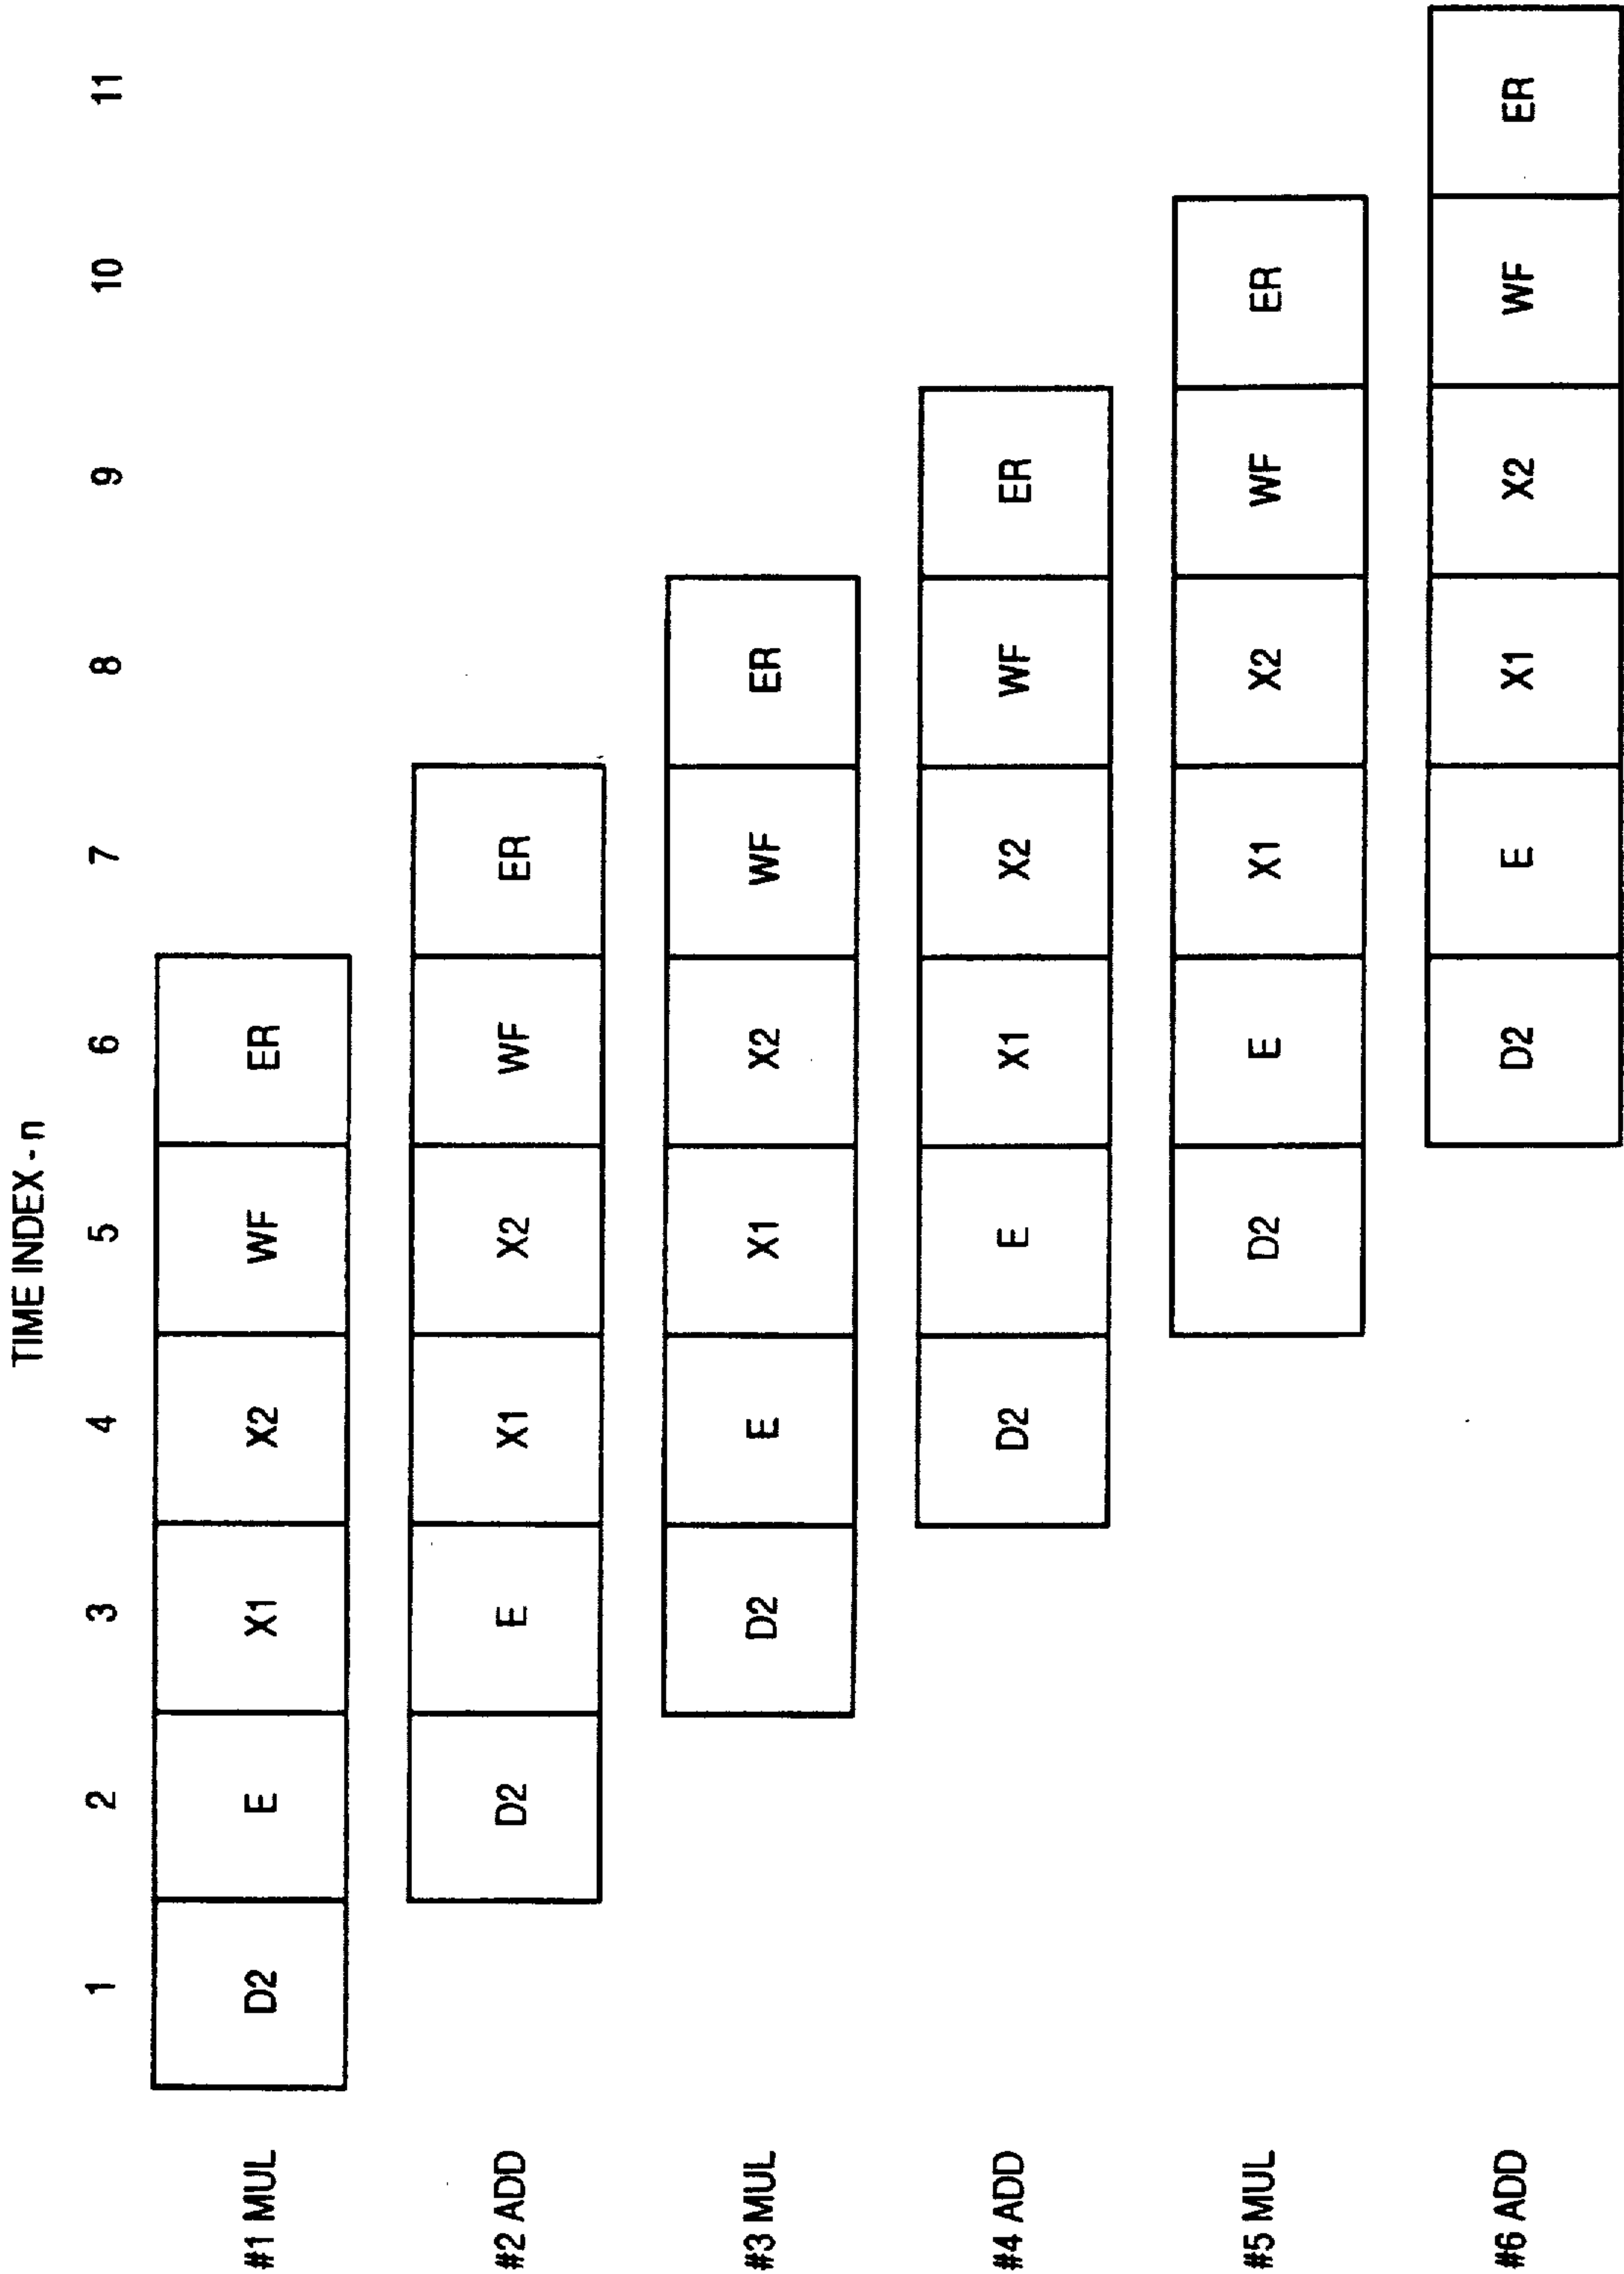 TIME INDEX - n
1 2 3 4 5 6 7 8 9 10 11
#1 MUL D2 E X1 X2 WF ER
#2 ADD D2 E X1 X2 WF ER
#3 MUL D2 E X1 X2 WF ER
#4 ADD D2 E X1 X2 WF ER
#5 MUL D2 E X1 X2 WF ER
#6 ADD D2 E X1 X2 WF ER